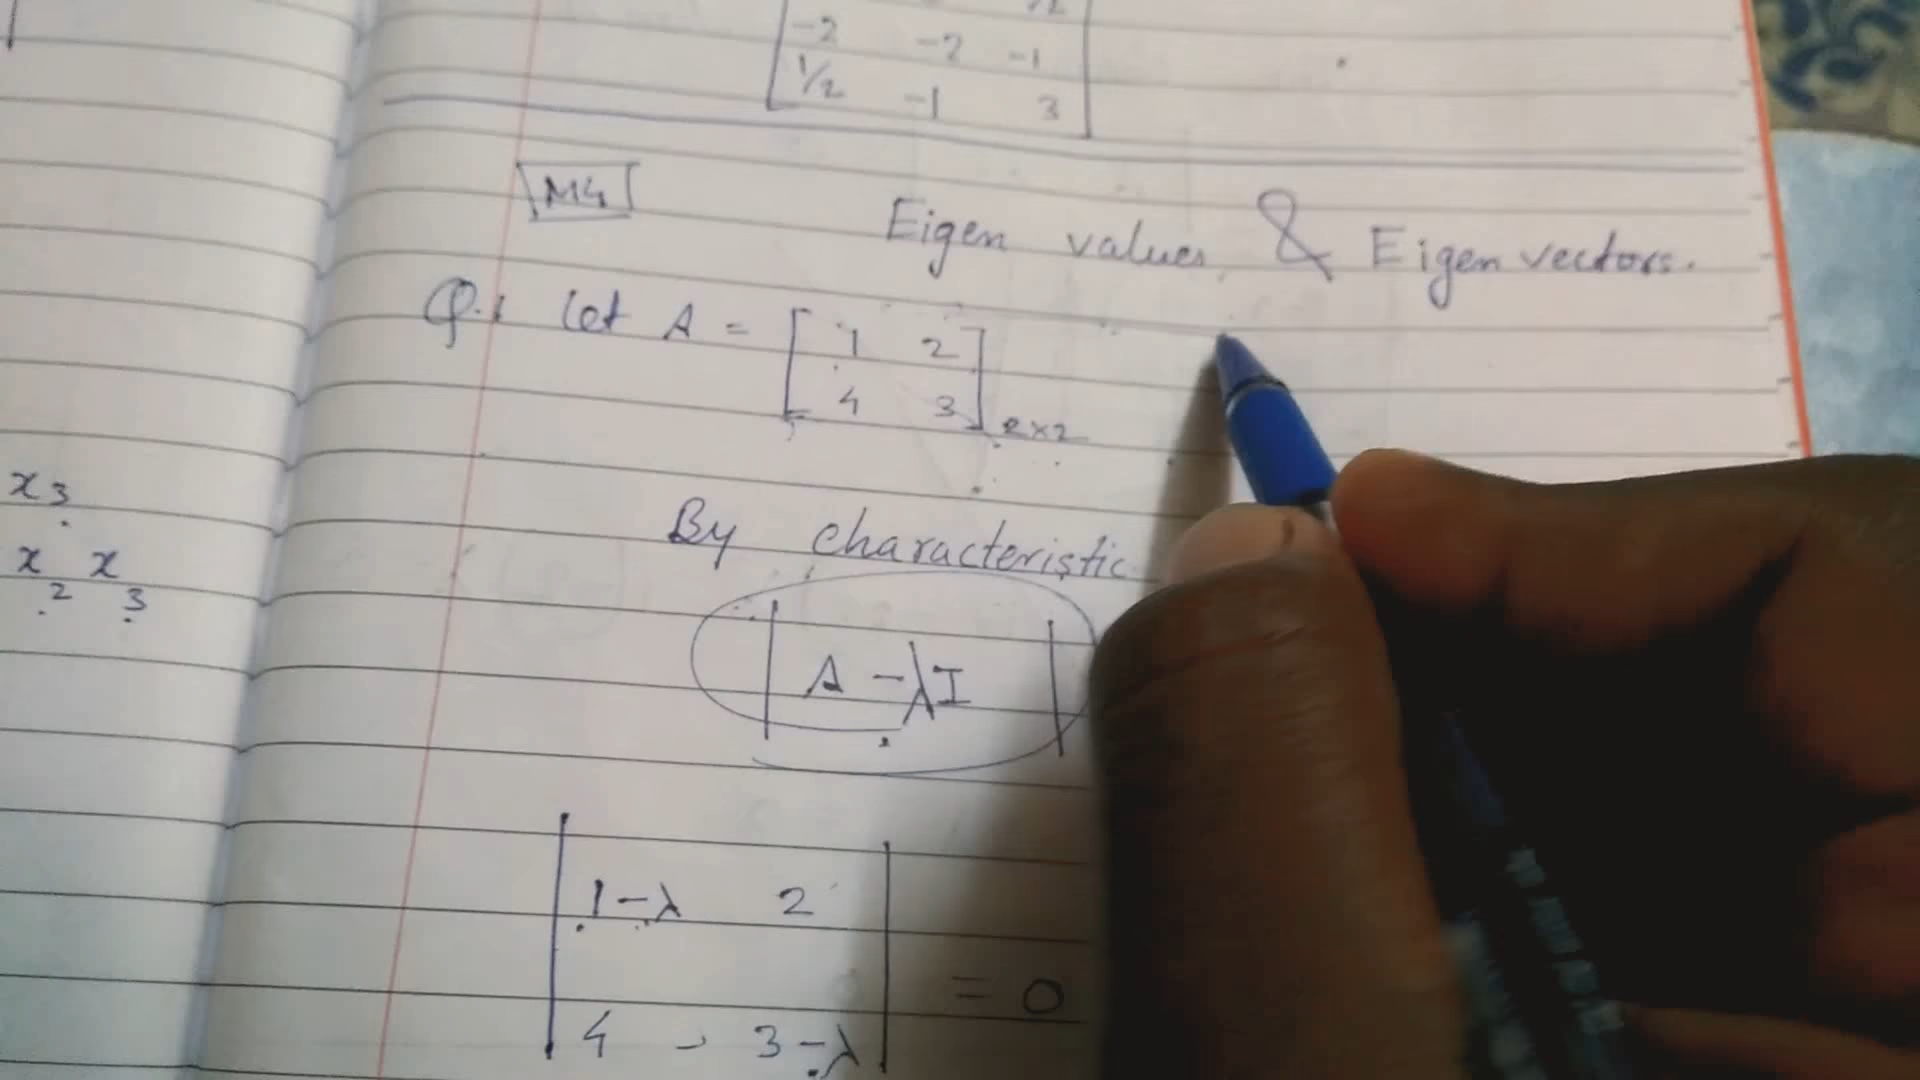 -2 -2 -1
1/2 -1 3
M4
Eigen values & Eigen vectors.
Q.1 Let A = [ 1 2
4 3 ] 2×2
x3
By characteristic
x2 x3
| A - λI |
| 1-λ 2 |
= 0
| 4 - 3-λ |